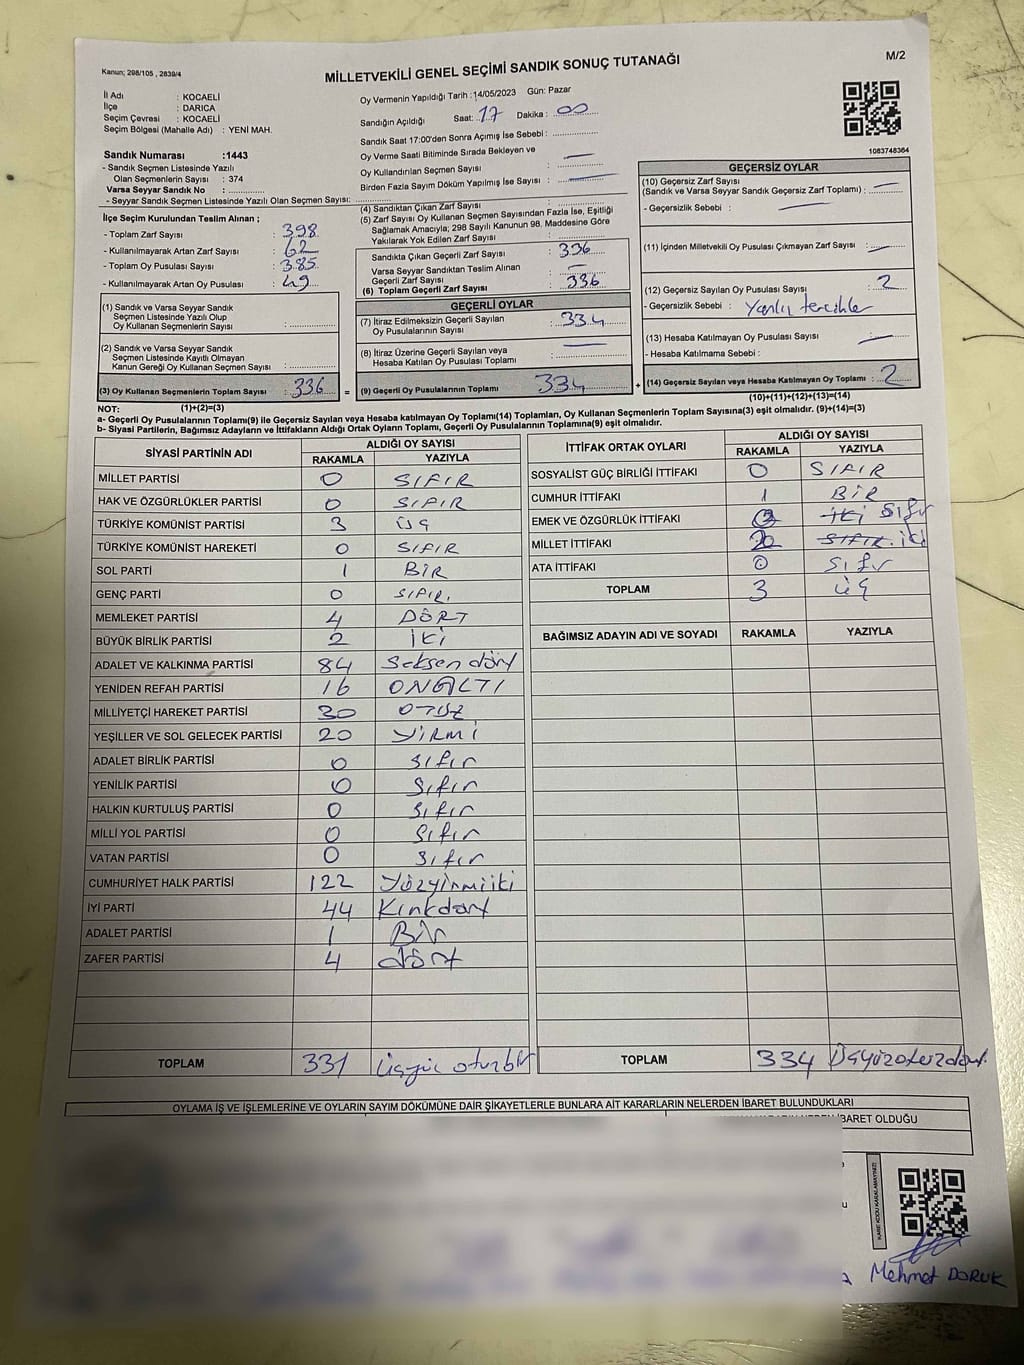 Kanun; 298/105 , 2839/4
MİLLETVEKİLİ GENEL SEÇİMİ SANDIK SONUÇ TUTANAĞI
M/2
İl Adı : KOCAELİ
İlçe : DARICA
Seçim Çevresi : KOCAELİ
Seçim Bölgesi (Mahalle Adı) : YENİ MAH.
Sandık Numarası :1443
- Sandık Seçmen Listesinde Yazılı
Olan Seçmenlerin Sayısı : 374
Varsa Seyyar Sandık No : ..................
- Seyyar Sandık Seçmen Listesinde Yazılı Olan Seçmen Sayısı: ..................
Oy Vermenin Yapıldığı Tarih :14/05/2023 Gün: Pazar
Sandığın Açıldığı Saat: 17 Dakika : 00
Sandık Saat 17:00'den Sonra Açımış İse Sebebi : ..................
Oy Verme Saati Bitiminde Sırada Bekleyen ve
Oy Kullandırılan Seçmen Sayısı : —
Birden Fazla Sayım Döküm Yapılmış İse Sayısı : —
1083748364
İlçe Seçim Kurulundan Teslim Alınan ;
- Toplam Zarf Sayısı : 398
- Kullanılmayarak Artan Zarf Sayısı : 62
- Toplam Oy Pusulası Sayısı : 385
- Kullanılmayarak Artan Oy Pusulası : 49
(4) Sandıktan Çıkan Zarf Sayısı : ..................
(5) Zarf Sayısı Oy Kullanan Seçmen Sayısından Fazla İse, Eşitliği
Sağlamak Amacıyla; 298 Sayılı Kanunun 98. Maddesine Göre
Yakılarak Yok Edilen Zarf Sayısı : ..................
Sandıkta Çıkan Geçerli Zarf Sayısı : 336
Varsa Seyyar Sandıktan Teslim Alınan
Geçerli Zarf Sayısı : —
(6) Toplam Geçerli Zarf Sayısı : 336
GEÇERSİZ OYLAR
(10) Geçersiz Zarf Sayısı
(Sandık ve Varsa Seyyar Sandık Geçersiz Zarf Toplamı) : —
- Geçersizlik Sebebi : —
(11) İçinden Milletvekili Oy Pusulası Çıkmayan Zarf Sayısı : —
(12) Geçersiz Sayılan Oy Pusulası Sayısı : 2
- Geçersizlik Sebebi : Yanlış tercihler
(13) Hesaba Katılmayan Oy Pusulası Sayısı : —
- Hesaba Katılmama Sebebi :
(14) Geçersiz Sayılan veya Hesaba Katılmayan Oy Toplamı : 2
(10)+(11)+(12)+(13)=(14)
(1) Sandık ve Varsa Seyyar Sandık
Seçmen Listesinde Yazılı Olup
Oy Kullanan Seçmenlerin Sayısı : ..................
(2) Sandık ve Varsa Seyyar Sandık
Seçmen Listesinde Kayıtlı Olmayan
Kanun Gereği Oy Kullanan Seçmen Sayısı : ..................
(3) Oy Kullanan Seçmenlerin Toplam Sayısı : 336 =
(1)+(2)=(3)
GEÇERLİ OYLAR
(7) İtiraz Edilmeksizin Geçerli Sayılan
Oy Pusulalarının Sayısı : 334
(8) İtiraz Üzerine Geçerli Sayılan veya
Hesaba Katılan Oy Pusulası Toplamı : —
(9) Geçerli Oy Pusulalarının Toplamı : 334 +
NOT:
a- Geçerli Oy Pusulalarının Toplamı(9) ile Geçersiz Sayılan veya Hesaba katılmayan Oy Toplamı(14) Toplamları, Oy Kullanan Seçmenlerin Toplam Sayısına(3) eşit olmalıdır. (9)+(14)=(3)
b- Siyasi Partilerin, Bağımsız Adayların ve İttifakların Aldığı Ortak Oyların Toplamı, Geçerli Oy Pusulalarının Toplamına(9) eşit olmalıdır.
SİYASİ PARTİNİN ADI ALDIĞI OY SAYISI
RAKAMLA YAZIYLA
MİLLET PARTİSİ 0 SIFIR
HAK VE ÖZGÜRLÜKLER PARTİSİ 0 SIFIR
TÜRKİYE KOMÜNİST PARTİSİ 3 üç
TÜRKİYE KOMÜNİST HAREKETİ 0 SIFIR
SOL PARTİ 1 BİR
GENÇ PARTİ 0 SIFIR.
MEMLEKET PARTİSİ 4 DÖRT
BÜYÜK BİRLİK PARTİSİ 2 İKİ
ADALET VE KALKINMA PARTİSİ 84 Seksen dört
YENİDEN REFAH PARTİSİ 16 ONALTI
MİLLİYETÇİ HAREKET PARTİSİ 30 OTUZ
YEŞİLLER VE SOL GELECEK PARTİSİ 20 YİRMİ
ADALET BİRLİK PARTİSİ 0 Sıfır
YENİLİK PARTİSİ 0 Sıfır
HALKIN KURTULUŞ PARTİSİ 0 Sıfır
MİLLİ YOL PARTİSİ 0 Sıfır
VATAN PARTİSİ 0 Sıfır
CUMHURİYET HALK PARTİSİ 122 Yüzyirmiiki
İYİ PARTİ 44 Kırkdört
ADALET PARTİSİ 1 Bir
ZAFER PARTİSİ 4 dört
TOPLAM 331 Üçyüz oturbir
İTTİFAK ORTAK OYLARI ALDIĞI OY SAYISI
RAKAMLA YAZIYLA
SOSYALİST GÜÇ BİRLİĞİ İTTİFAKI 0 SIFIR
CUMHUR İTTİFAKI 1 BİR
EMEK VE ÖZGÜRLÜK İTTİFAKI 0 İKİ Sıfır
MİLLET İTTİFAKI 2 SIFIR. iki
ATA İTTİFAKI 0 Sıfır
TOPLAM 3 üç
BAĞIMSIZ ADAYIN ADI VE SOYADI RAKAMLA YAZIYLA
TOPLAM 334 Üçyüzotuzdört
OYLAMA İŞ VE İŞLEMLERİNE VE OYLARIN SAYIM DÖKÜMÜNE DAİR ŞİKAYETLERLE BUNLARA AİT KARARLARIN NELERDEN İBARET BULUNDUKLARI
İBARET OLDUĞU
KARE KODU KARALAMAYINIZ!
Mehmet DORUK